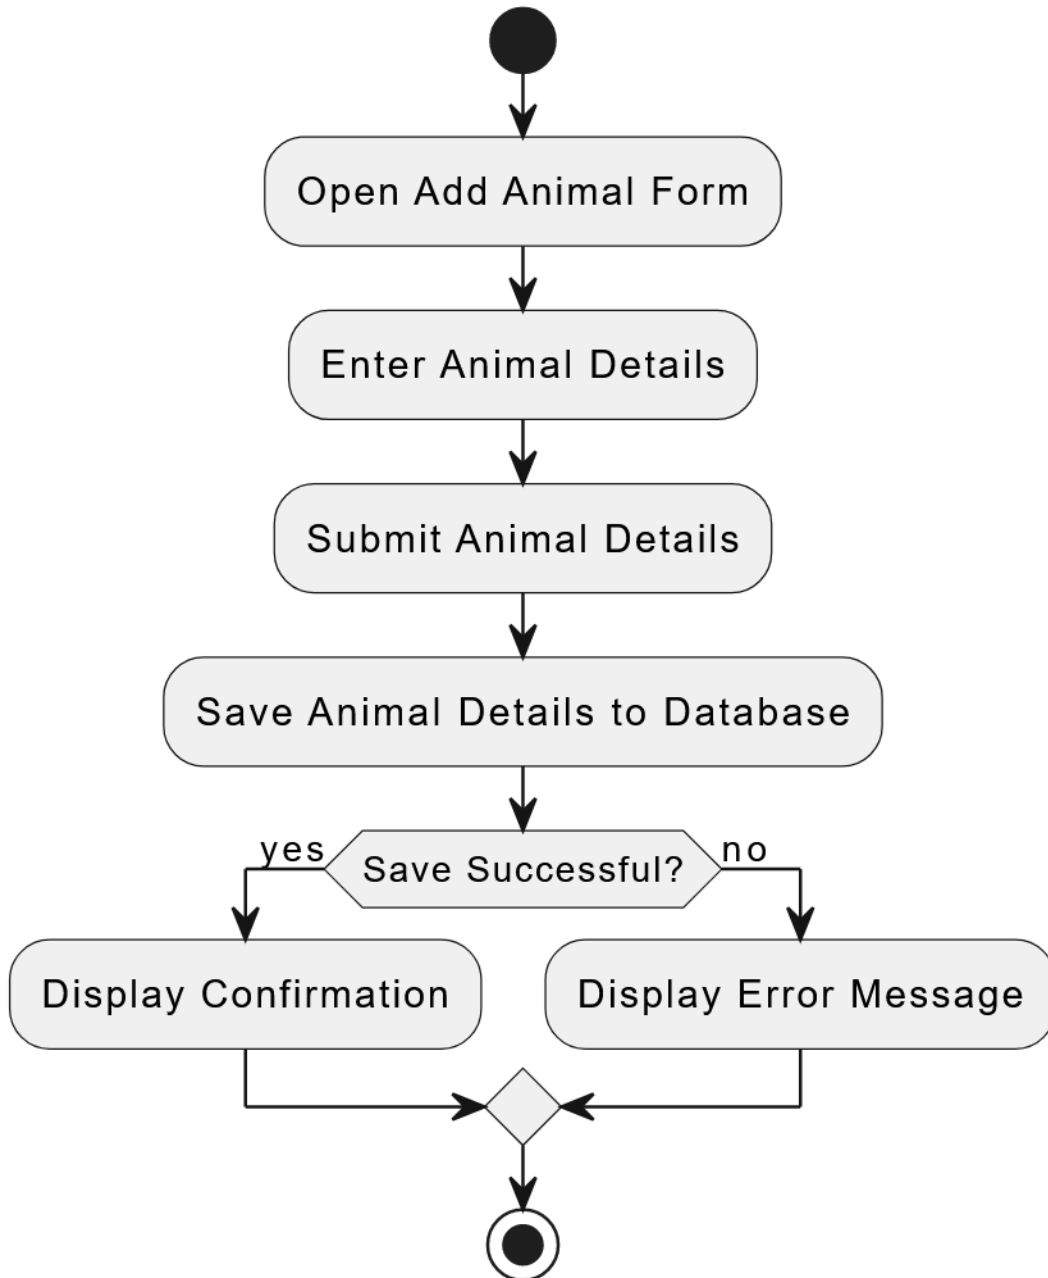 Open Add Animal Form
Enter Animal Details
Submit Animal Details
Save Animal Details to Database
yes
Save Successful?
no
Display Confirmation
Display Error Message